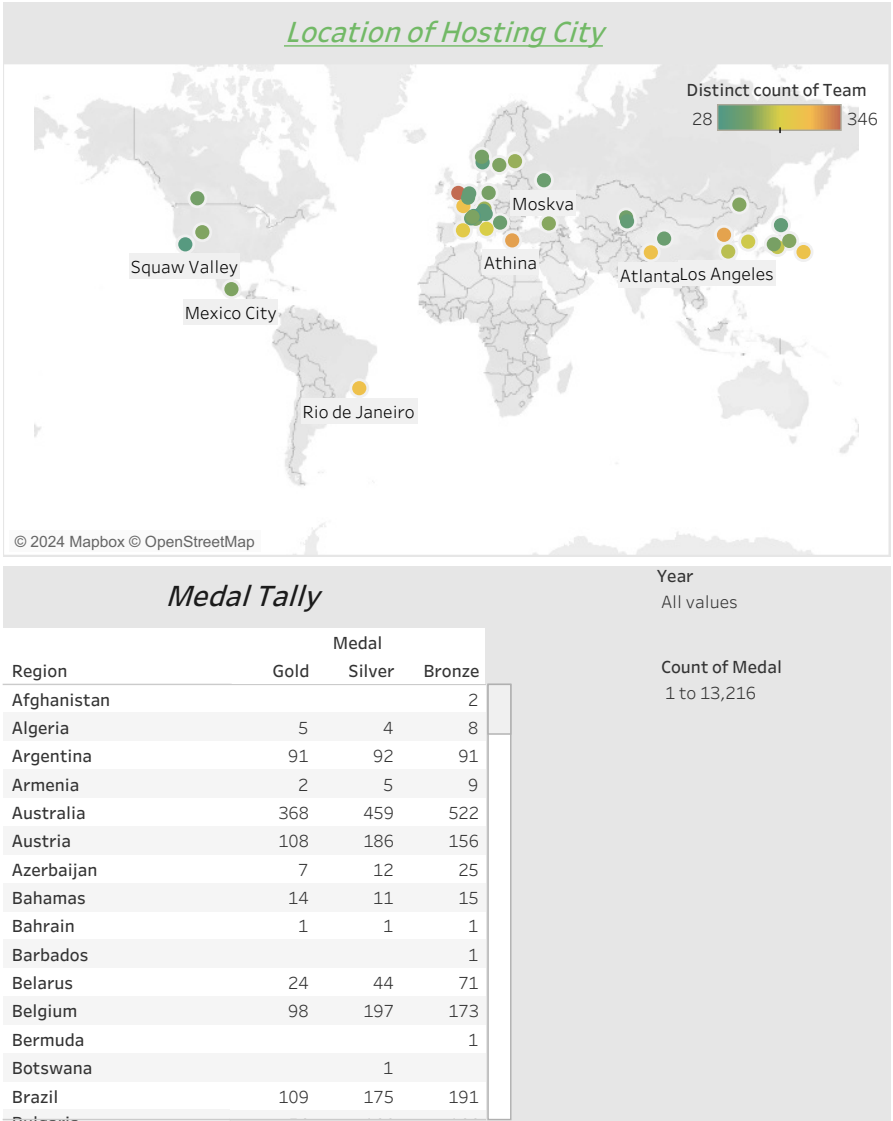 Location of Hosting City
Distinct count of Team
28 346
Moskva
Athina
Squaw Valley
Atlanta Los Angeles
Mexico City
Rio de Janeiro
© 2024 Mapbox © OpenStreetMap
Medal Tally
Year
All values
Count of Medal
1 to 13,216
Medal
Region Gold Silver Bronze
Afghanistan 2
Algeria 5 4 8
Argentina 91 92 91
Armenia 2 5 9
Australia 368 459 522
Austria 108 186 156
Azerbaijan 7 12 25
Bahamas 14 11 15
Bahrain 1 1 1
Barbados 1
Belarus 24 44 71
Belgium 98 197 173
Bermuda 1
Botswana 1
Brazil 109 175 191